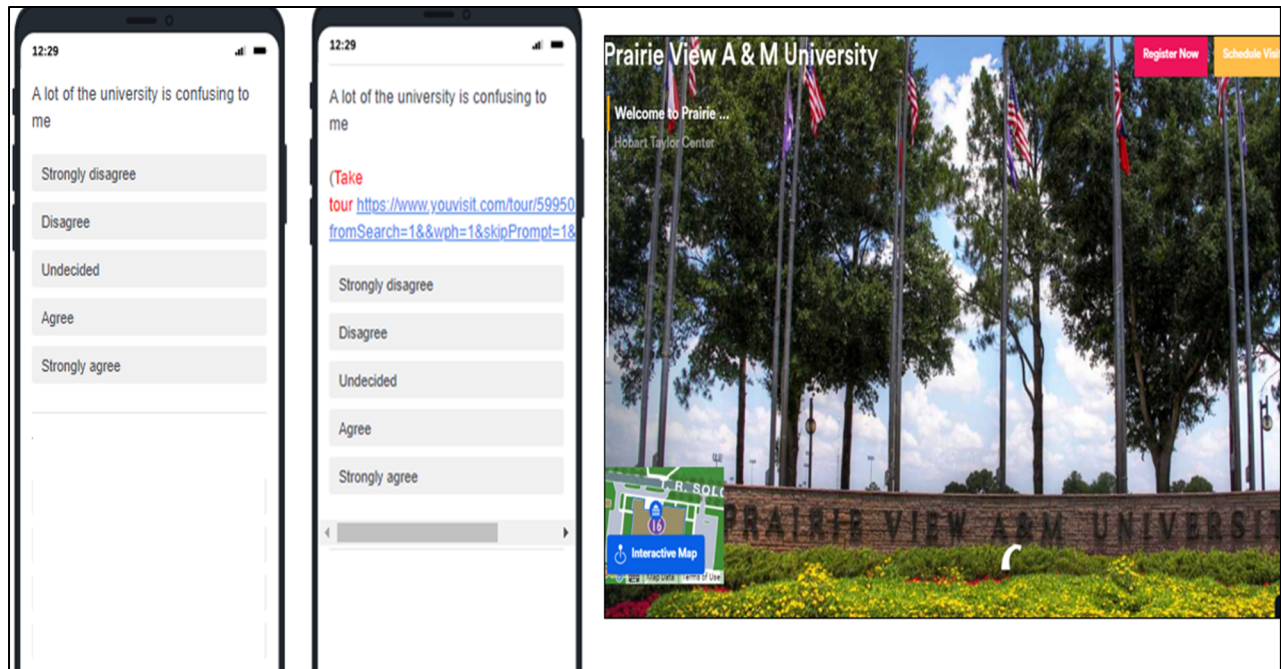 12:29
A lot of the university is confusing to
me
Strongly disagree
Disagree
Undecided
Agree
Strongly agree
12:29
A lot of the university is confusing to
me
(Take
tour https://www.youvisit.com/tour/59950
fromSearch=1&&wph=1&skipPrompt=1&
Strongly disagree
Disagree
Undecided
Agree
Strongly agree
Prairie View A & M University
Register Now
Schedule Visi
Welcome to Prairie ...
Hobart Taylor Center
T. R. SOLO
16
Interactive Map
Map Data
Terms of Use
PRAIRIE VIEW A&M UNIVERSI